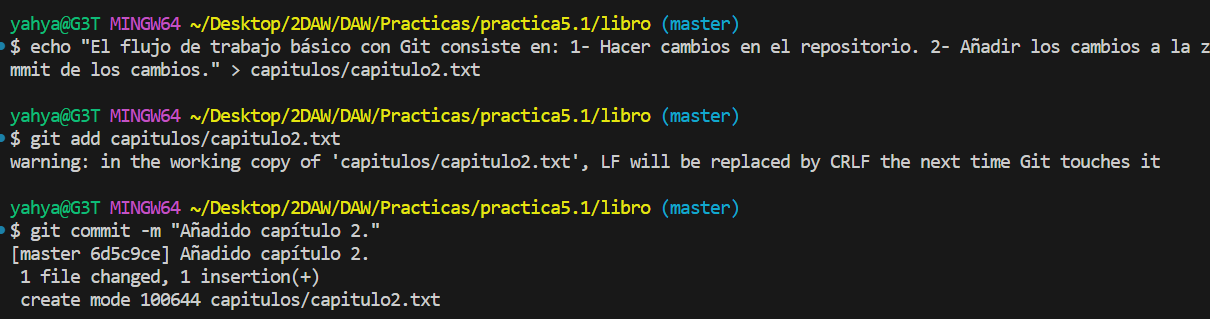 yahya@G3T MINGW64 ~/Desktop/2DAW/DAW/Practicas/practica5.1/libro (master)
$ echo "El flujo de trabajo básico con Git consiste en: 1- Hacer cambios en el repositorio. 2- Añadir los cambios a la z
mmit de los cambios." > capitulos/capitulo2.txt
yahya@G3T MINGW64 ~/Desktop/2DAW/DAW/Practicas/practica5.1/libro (master)
$ git add capitulos/capitulo2.txt
warning: in the working copy of 'capitulos/capitulo2.txt', LF will be replaced by CRLF the next time Git touches it
yahya@G3T MINGW64 ~/Desktop/2DAW/DAW/Practicas/practica5.1/libro (master)
$ git commit -m "Añadido capítulo 2."
[master 6d5c9ce] Añadido capítulo 2.
 1 file changed, 1 insertion(+)
 create mode 100644 capitulos/capitulo2.txt